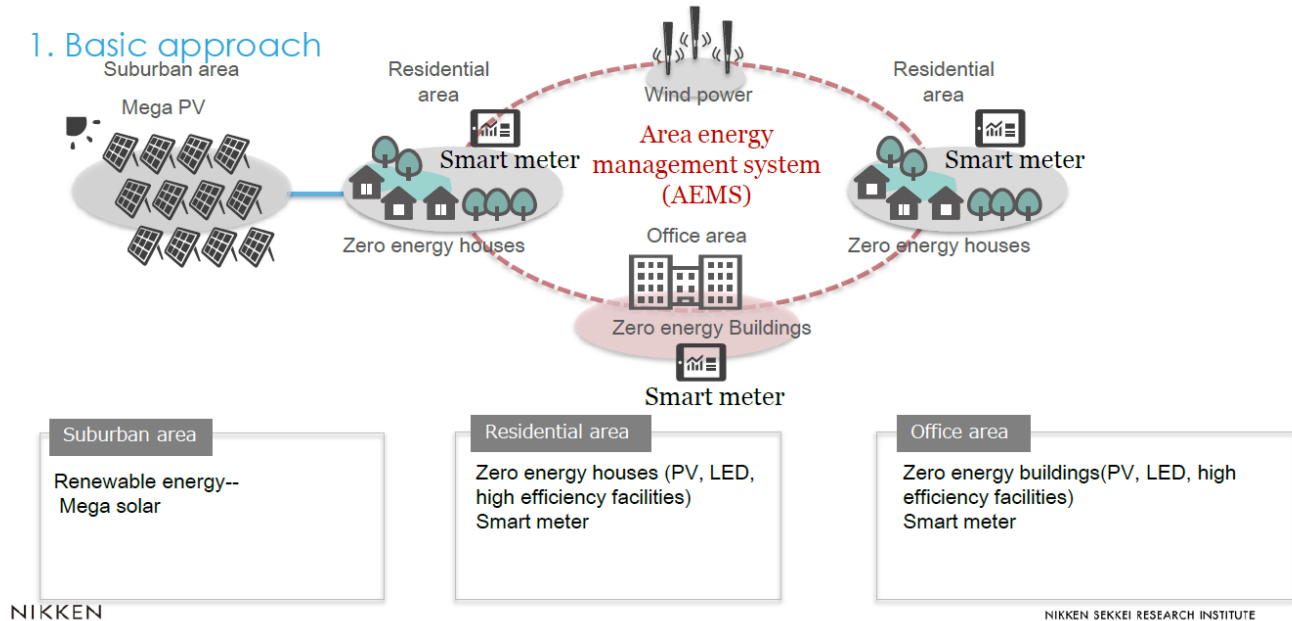 1. Basic approach
Suburban area
Mega PV
Residential
area
Smart meter
Zero energy houses
Wind power
Area energy
management system
(AEMS)
Office area
Zero energy Buildings
Smart meter
Residential
area
Smart meter
Zero energy houses
Suburban area
Renewable energy--
Mega solar
Residential area
Zero energy houses (PV, LED,
high efficiency facilities)
Smart meter
Office area
Zero energy buildings(PV, LED, high
efficiency facilities)
Smart meter
NIKKEN
NIKKEN SEKKEI RESEARCH INSTITUTE